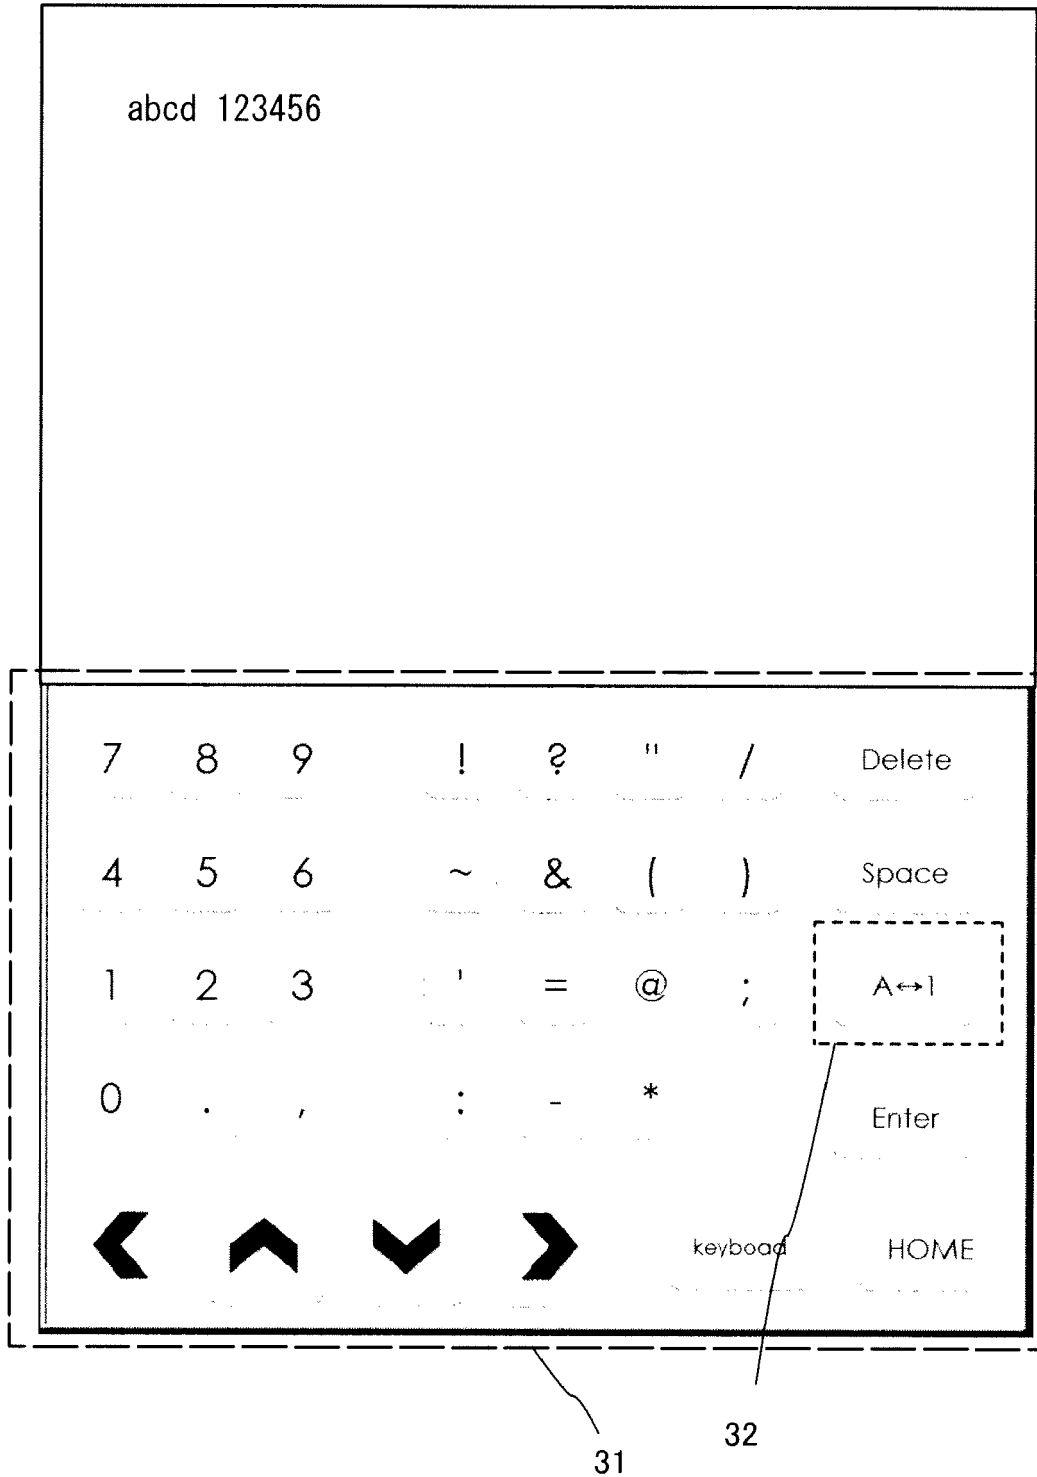 abcd 123456
7 8 9 ! ? " / Delete
4 5 6 ~ & ( ) Space
1 2 3 ' = @ ; A↔1
0 . , : - * Enter
keyboad HOME
32
31